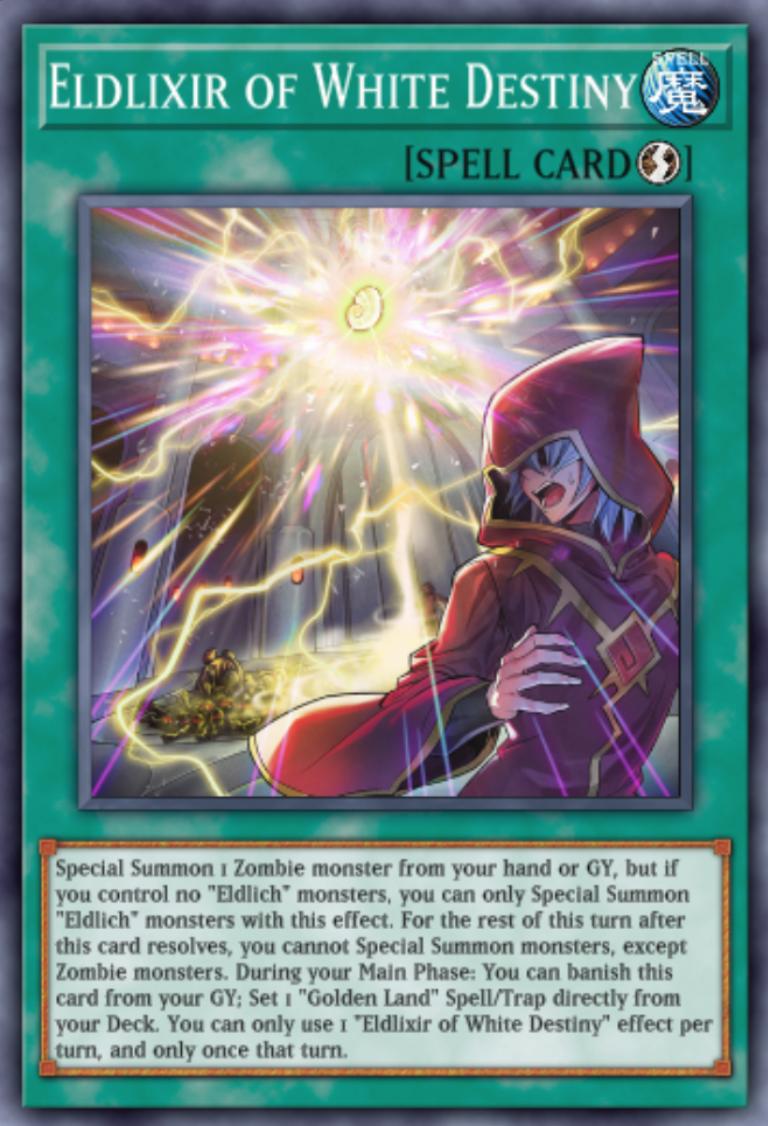 ELDLIXIR OF WHITE DESTINY
SPELL
魔
[SPELL CARD]
Special Summon 1 Zombie monster from your hand or GY, but if
you control no "Eldlich" monsters, you can only Special Summon
"Eldlich" monsters with this effect. For the rest of this turn after
this card resolves, you cannot Special Summon monsters, except
Zombie monsters. During your Main Phase: You can banish this
card from your GY; Set 1 "Golden Land" Spell/Trap directly from
your Deck. You can only use 1 "Eldlixir of White Destiny" effect per
turn, and only once that turn.